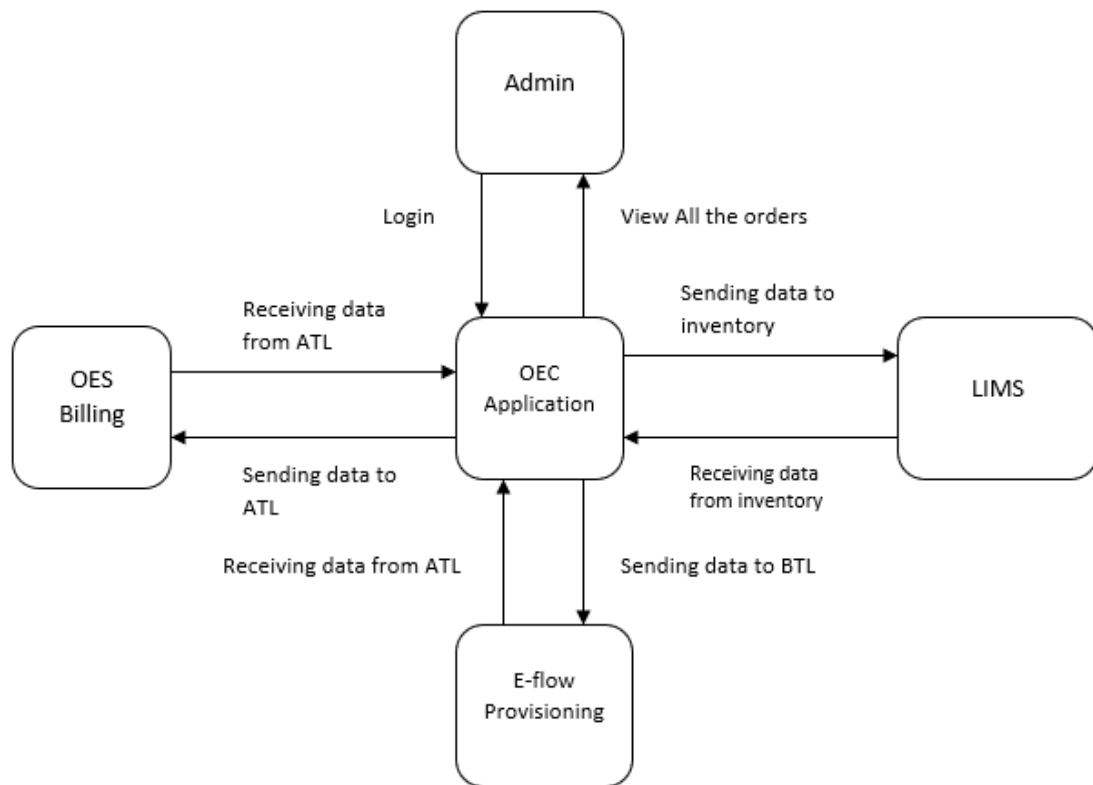 Admin
Login
View All the orders
Receiving data
from ATL
Sending data to
inventory
OES
Billing
OEC
Application
LIMS
Sending data to
ATL
Receiving data
from inventory
Receiving data from ATL
Sending data to BTL
E-flow
Provisioning